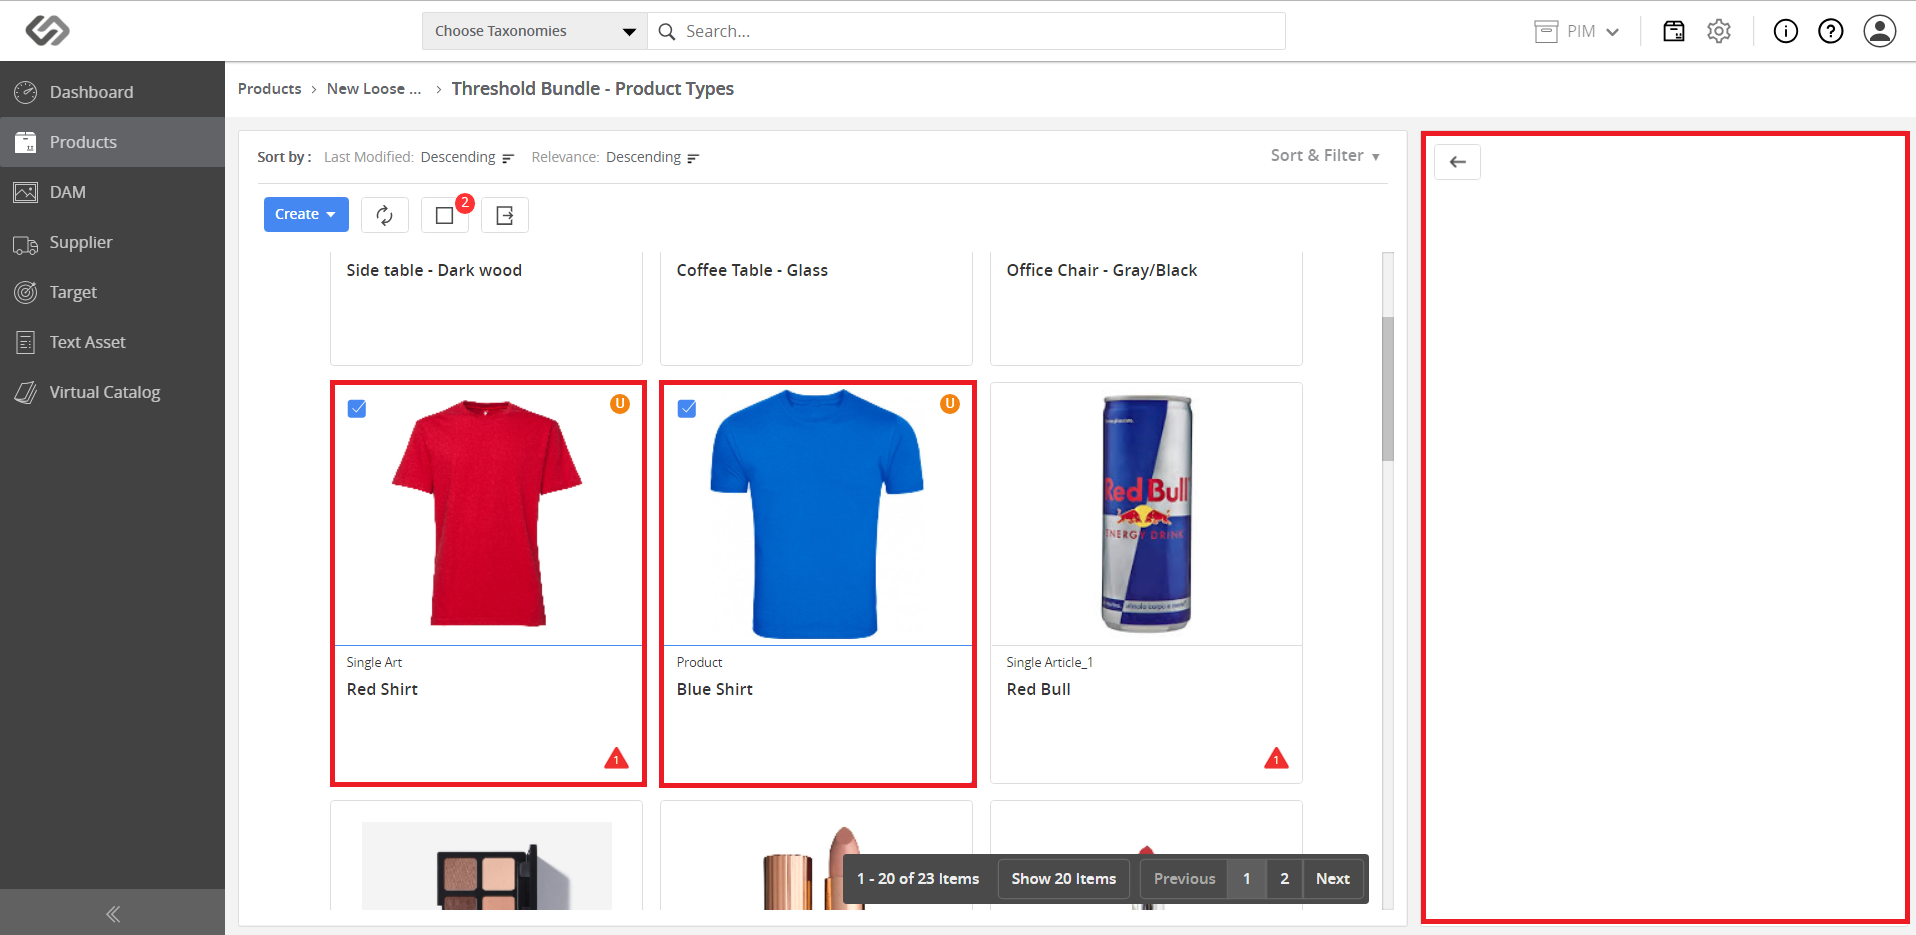 Choose Taxonomies
Search...
PIM
Dashboard
Products
DAM
Supplier
Target
Text Asset
Virtual Catalog
Products › New Loose ... › Threshold Bundle - Product Types
Sort by : Last Modified: Descending Relevance: Descending
Sort & Filter
Create
2
Side table - Dark wood
Coffee Table - Glass
Office Chair - Gray/Black
U
U
Red Bull
ENERGY DRINK
Single Art
Red Shirt
1
Product
Blue Shirt
Single Article_1
Red Bull
1
1 - 20 of 23 Items
Show 20 Items
Previous 1 2 Next